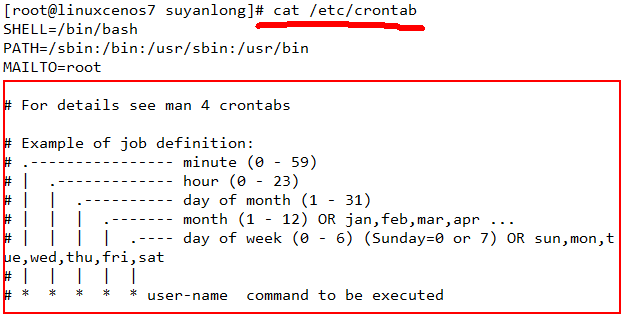 [root@linuxcenos7 suyanlong]# cat /etc/crontab
SHELL=/bin/bash
PATH=/sbin:/bin:/usr/sbin:/usr/bin
MAILTO=root
# For details see man 4 crontabs
# Example of job definition:
# .---------------- minute (0 - 59)
# |  .------------- hour (0 - 23)
# |  |  .---------- day of month (1 - 31)
# |  |  |  .------- month (1 - 12) OR jan,feb,mar,apr ...
# |  |  |  |  .---- day of week (0 - 6) (Sunday=0 or 7) OR sun,mon,t
ue,wed,thu,fri,sat
# |  |  |  |  |
# *  *  *  *  * user-name  command to be executed